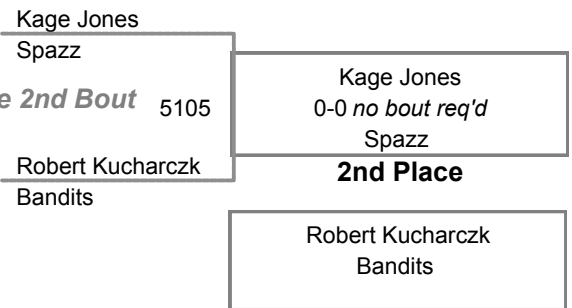 Kage Jones
Spazz
e 2nd Bout 5105
Robert Kucharczk
Bandits
Kage Jones
0-0 no bout req'd
Spazz
2nd Place
Robert Kucharczk
Bandits